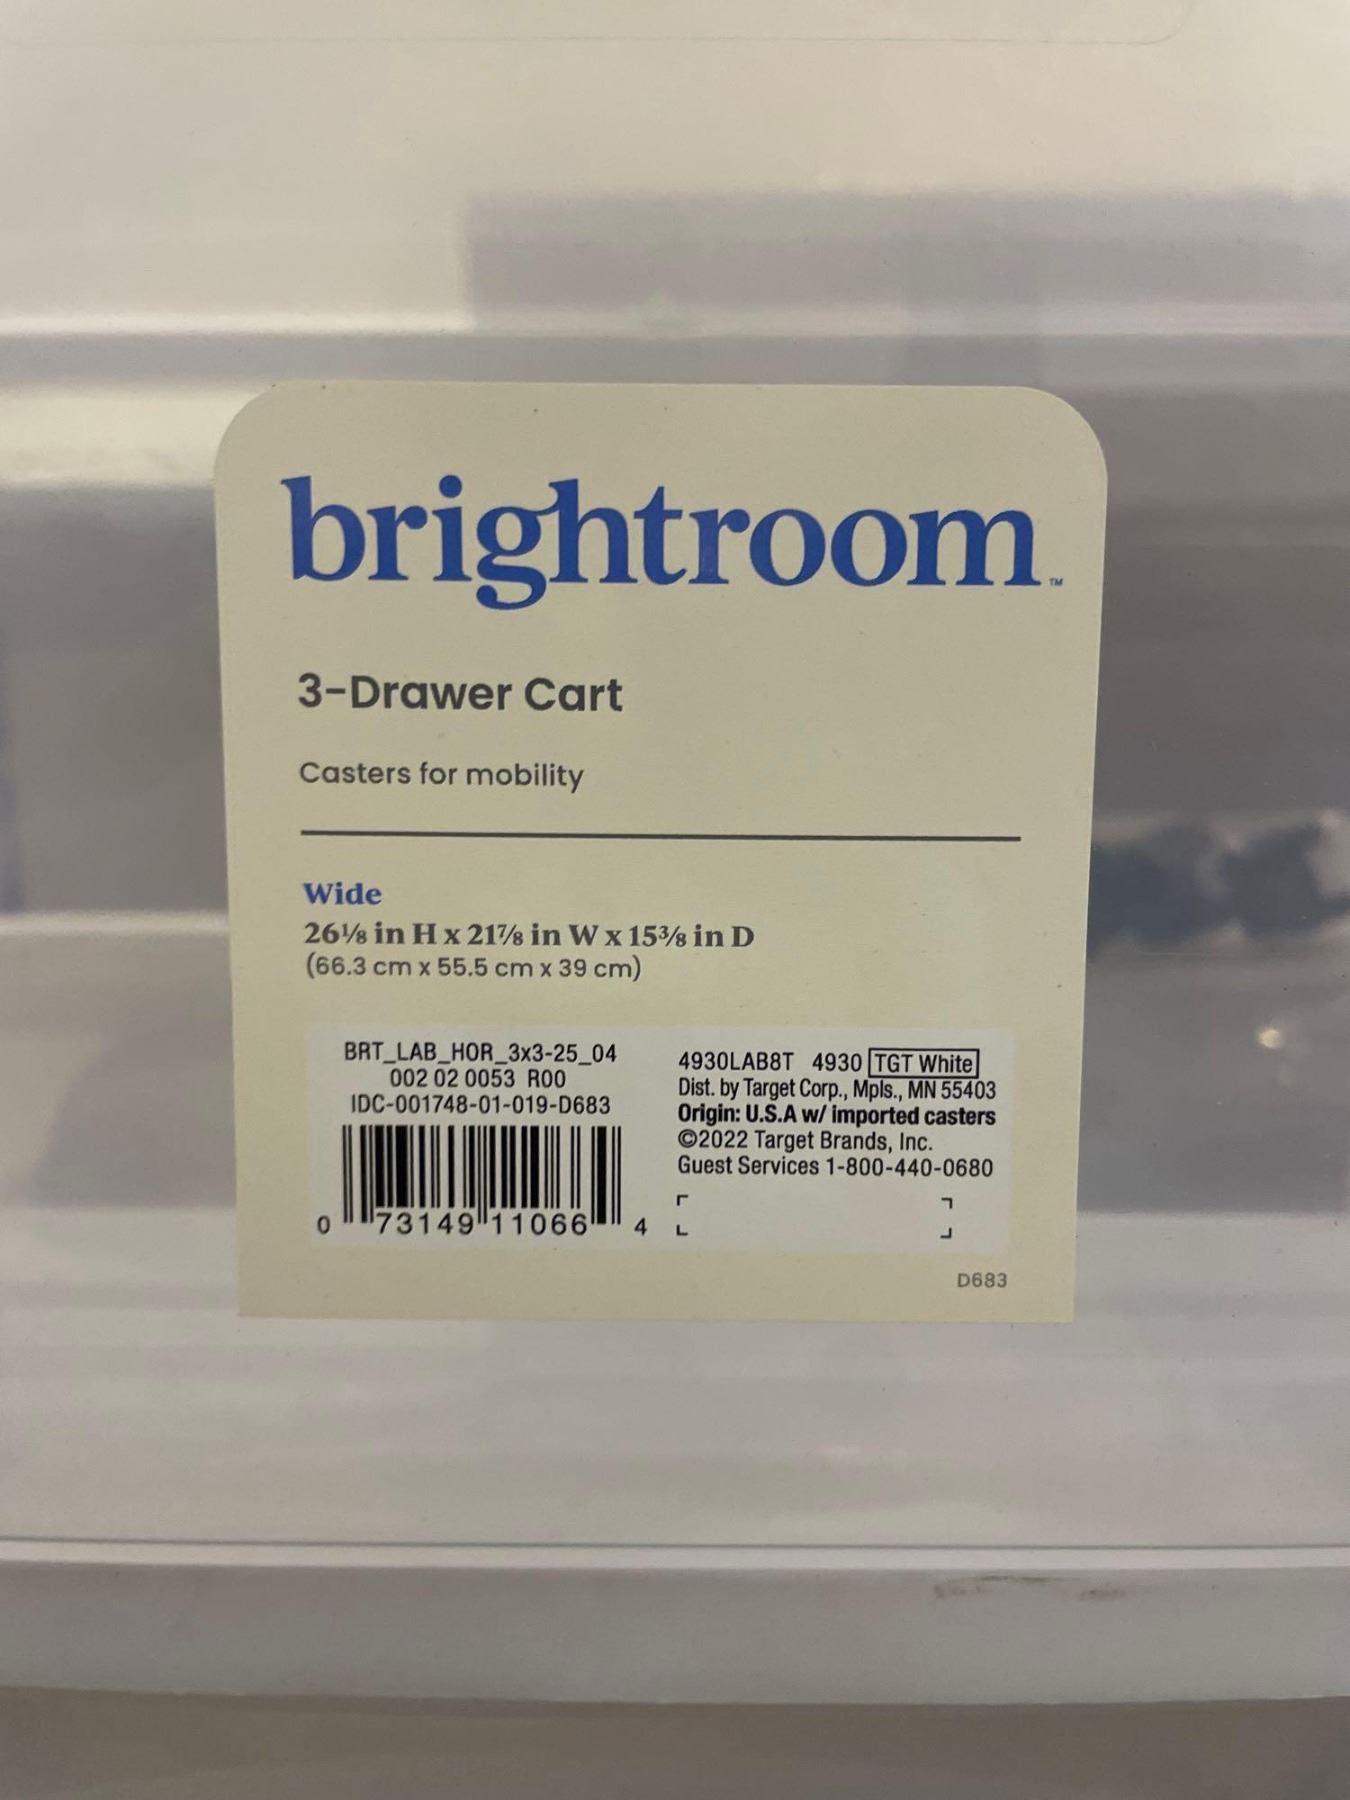 brightroom™
3-Drawer Cart
Casters for mobility
Wide
26⅛ in H x 21⅞ in W x 15⅜ in D
(66.3 cm x 55.5 cm x 39 cm)
BRT_LAB_HOR_3x3-25_04
002 02 0053 R00
IDC-001748-01-019-D683
0 73149 11066 4
4930LAB8T 4930 TGT White
Dist. by Target Corp., Mpls., MN 55403
Origin: U.S.A w/ imported casters
©2022 Target Brands, Inc.
Guest Services 1-800-440-0680
D683